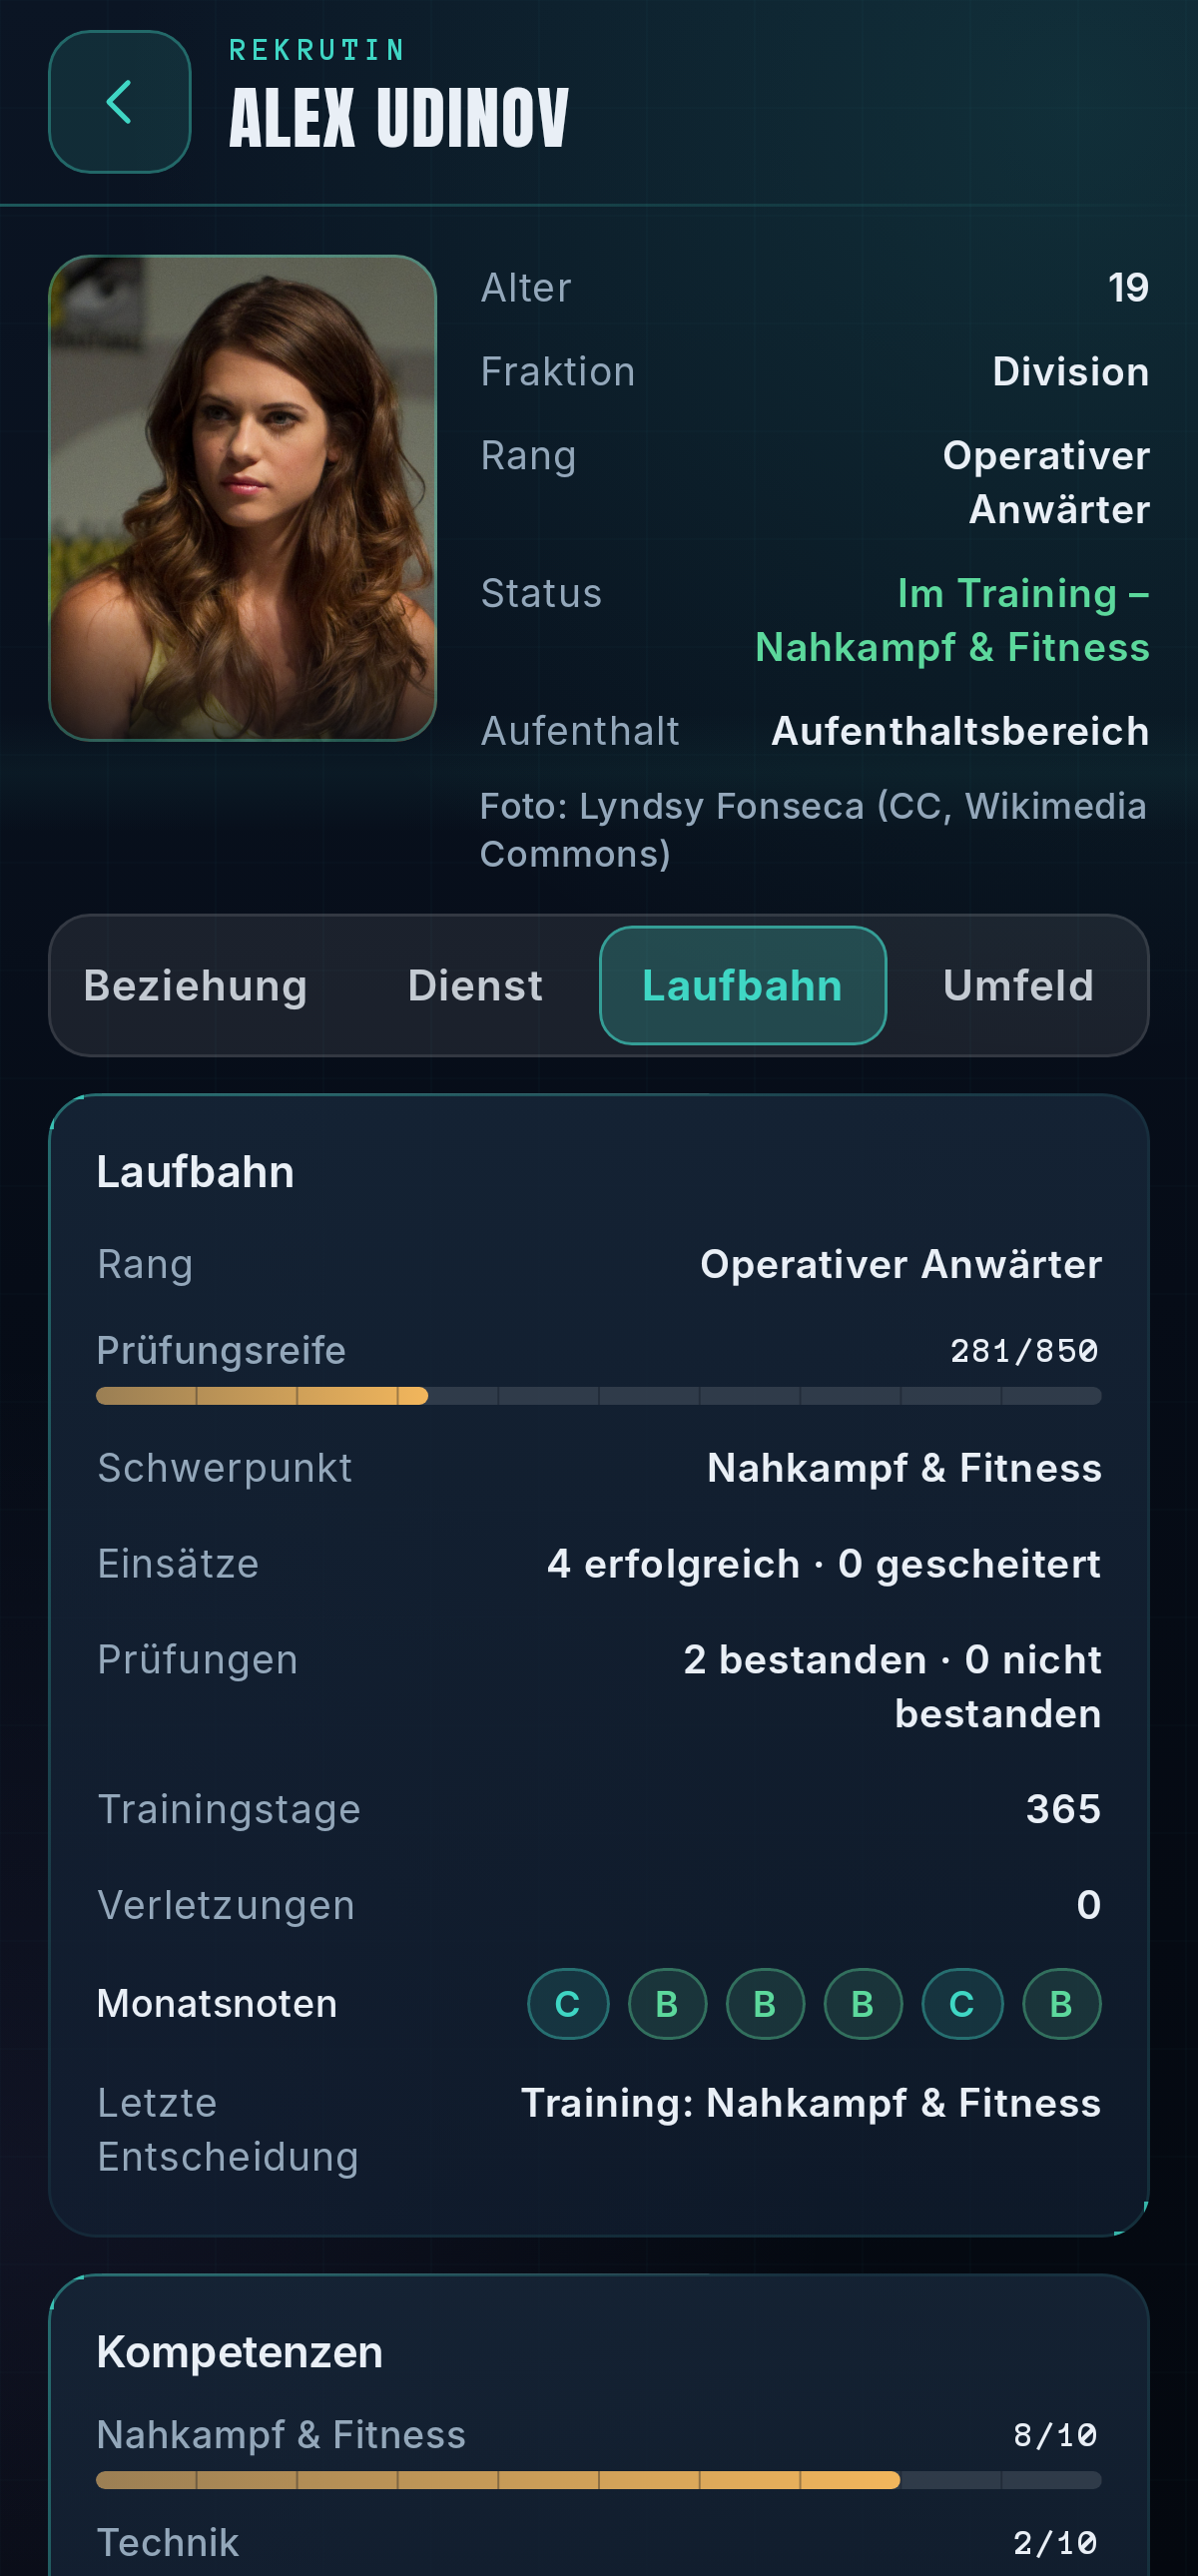 REKRUTIN
ALEX UDINOV
Alter 19
Fraktion Division
Rang Operativer
Anwärter
Status Im Training –
Nahkampf & Fitness
Aufenthalt Aufenthaltsbereich
Foto: Lyndsy Fonseca (CC, Wikimedia
Commons)
Beziehung Dienst Laufbahn Umfeld
Laufbahn
Rang Operativer Anwärter
Prüfungsreife 281/850
Schwerpunkt Nahkampf & Fitness
Einsätze 4 erfolgreich · 0 gescheitert
Prüfungen 2 bestanden · 0 nicht
bestanden
Trainingstage 365
Verletzungen 0
Monatsnoten C B B B C B
Letzte Training: Nahkampf & Fitness
Entscheidung
Kompetenzen
Nahkampf & Fitness 8/10
Technik 2/10